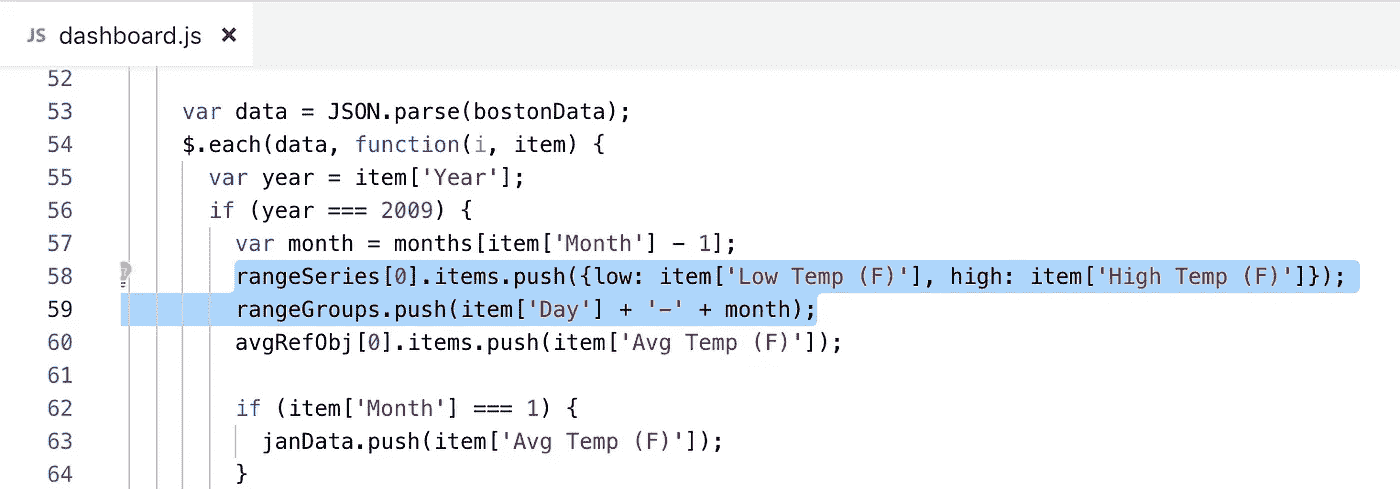 JS dashboard.js ×
52
53 var data = JSON.parse(bostonData);
54 $.each(data, function(i, item) {
55 var year = item['Year'];
56 if (year === 2009) {
57 var month = months[item['Month'] - 1];
58 rangeSeries[0].items.push({low: item['Low Temp (F)'], high: item['High Temp (F)']});
59 rangeGroups.push(item['Day'] + '-' + month);
60 avgRefObj[0].items.push(item['Avg Temp (F)']);
61
62 if (item['Month'] === 1) {
63 janData.push(item['Avg Temp (F)']);
64 }